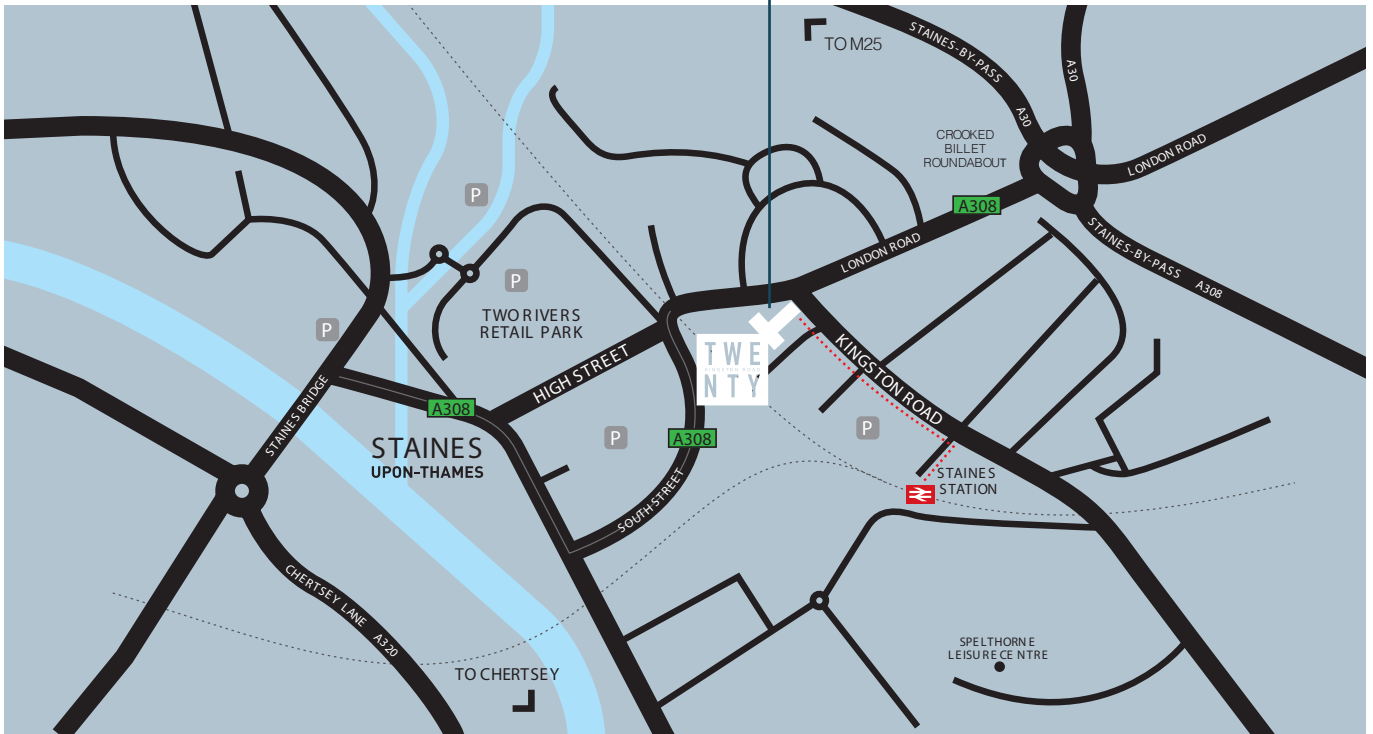 TO M25
STAINES-BY-PASS
A30
A30
CROOKED
BILLET
ROUNDABOUT
LONDON ROAD
A308
P
LONDON ROAD
STAINES-BY-PASS A308
P
TWO RIVERS
RETAIL PARK
P
TWE
KINGSTON ROAD
NTY
HIGH STREET
KINGSTON ROAD
STAINES BRIDGE
A308
STAINES
UPON-THAMES
P
A308
P
STAINES
STATION
SOUTH STREET
CHERTSEY LANE A320
TO CHERTSEY
SPELTHORNE
LEISURE CENTRE